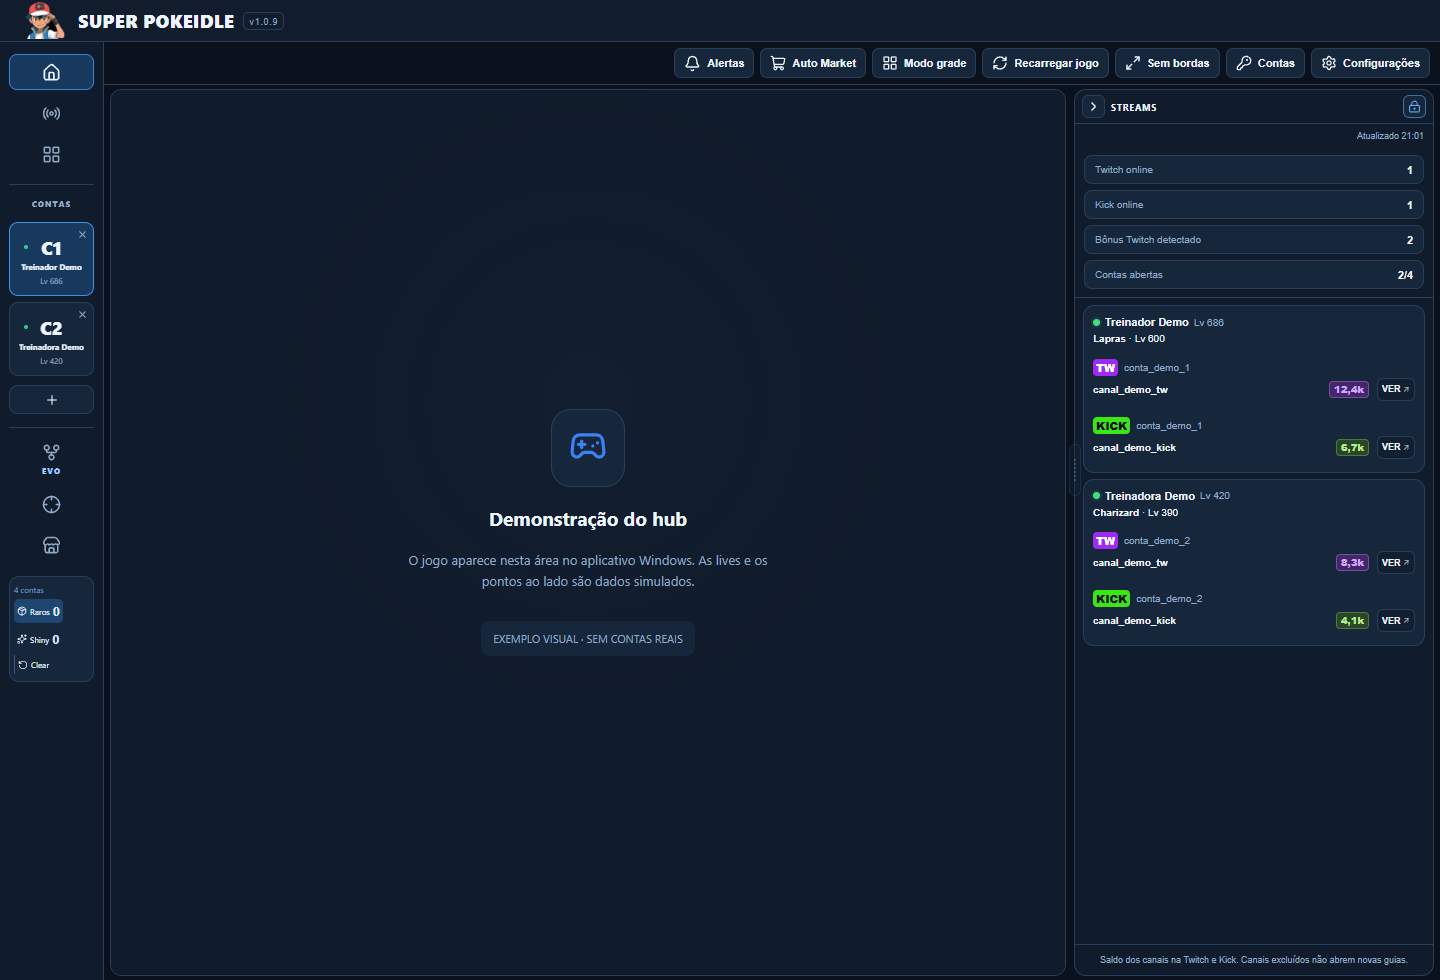 SUPER POKEIDLE v1.0.9
Alertas
Auto Market
Modo grade
Recarregar jogo
Sem bordas
Contas
Configurações
CONTAS
C1
Treinador Demo
Lv 686
C2
Treinadora Demo
Lv 420
EVO
4 contas
Raros 0
Shiny 0
Clear
Demonstração do hub
O jogo aparece nesta área no aplicativo Windows. As lives e os
pontos ao lado são dados simulados.
EXEMPLO VISUAL · SEM CONTAS REAIS
STREAMS
Atualizado 21:01
Twitch online 1
Kick online 1
Bônus Twitch detectado 2
Contas abertas 2/4
Treinador Demo Lv 686
Lapras · Lv 600
TW conta_demo_1
canal_demo_tw 12,4k VER
KICK conta_demo_1
canal_demo_kick 6,7k VER
Treinadora Demo Lv 420
Charizard · Lv 390
TW conta_demo_2
canal_demo_tw 8,3k VER
KICK conta_demo_2
canal_demo_kick 4,1k VER
Saldo dos canais na Twitch e Kick. Canais excluídos não abrem novas guias.